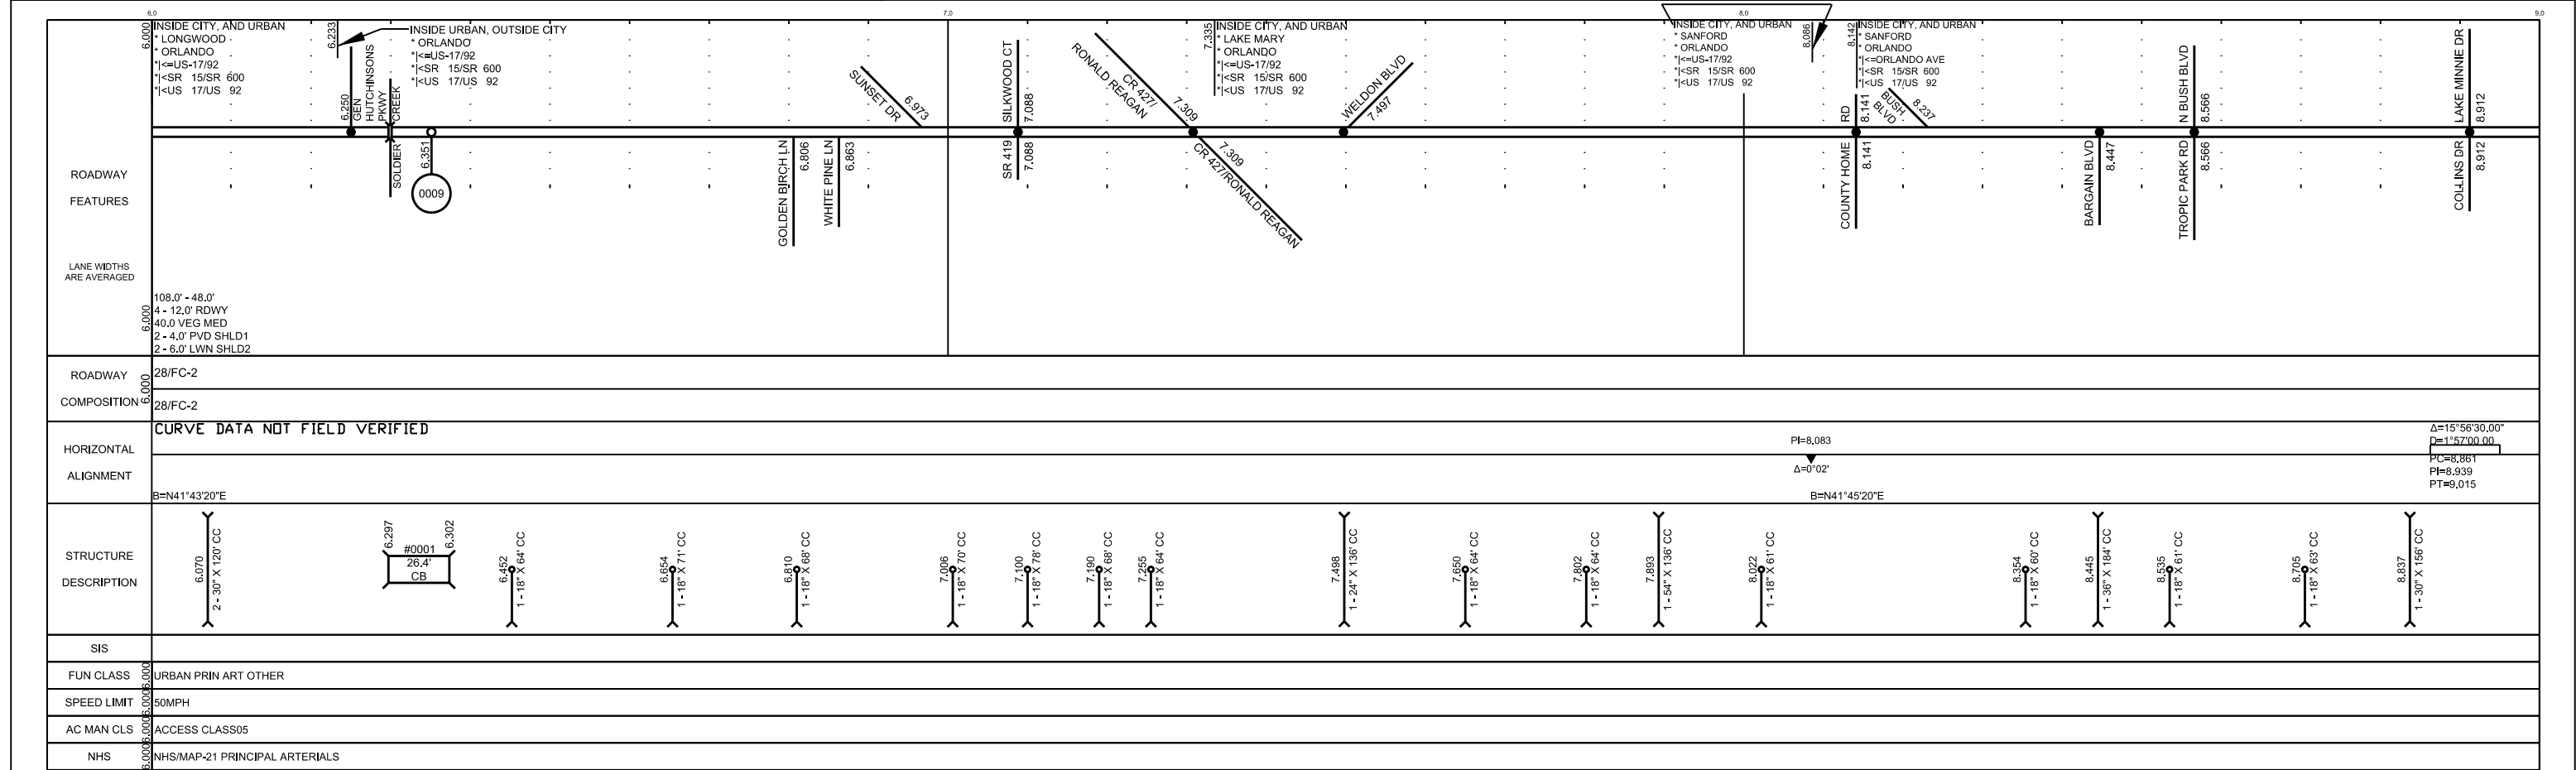 6.0
7.0
8.0
9.0
6.000
INSIDE CITY, AND URBAN
* LONGWOOD
* ORLANDO
*|<=US-17/92
*|<SR 15/SR 600
*|<US 17/US 92
6.233
INSIDE URBAN, OUTSIDE CITY
* ORLANDO
*|<=US-17/92
*|<SR 15/SR 600
*|<US 17/US 92
7.335
INSIDE CITY, AND URBAN
* LAKE MARY
* ORLANDO
*|<=US-17/92
*|<SR 15/SR 600
*|<US 17/US 92
INSIDE CITY, AND URBAN
* SANFORD
* ORLANDO
*|<=US-17/92
*|<SR 15/SR 600
*|<US 17/US 92
8.086
8.142
INSIDE CITY, AND URBAN
* SANFORD
* ORLANDO
*|<=ORLANDO AVE
*|<SR 15/SR 600
*|<US 17/US 92
6.250
GEN
HUTCHINSONS
PKWY
CREEK
SOLDIER
6.351
0009
GOLDEN BIRCH LN
6.806
WHITE PINE LN
6.863
SUNSET DR
6.973
SILKWOOD CT
7.088
SR 419
7.088
CR 427/
RONALD REAGAN
7.309
7.309
CR 427/RONALD REAGAN
WELDON BLVD
7.497
RD
8.141
COUNTY HOME
8.141
BUSH
BLVD
8.237
BARGAIN BLVD
8.447
N BUSH BLVD
8.566
TROPIC PARK RD
8.566
LAKE MINNIE DR
8.912
COLLINS DR
8.912
ROADWAY
FEATURES
LANE WIDTHS
ARE AVERAGED
6.000
108.0' - 48.0'
4 - 12.0' RDWY
40.0 VEG MED
2 - 4.0' PVD SHLD1
2 - 6.0' LWN SHLD2
ROADWAY
COMPOSITION
6.000
28/FC-2
28/FC-2
HORIZONTAL
ALIGNMENT
CURVE DATA NOT FIELD VERIFIED
B=N41°43'20"E
PI=8.083
Δ=0°02'
B=N41°45'20"E
Δ=15°56'30.00"
D=1°57'00.00
PC=8.861
PI=8.939
PT=9.015
STRUCTURE
DESCRIPTION
6.070
2 - 30" X 120' CC
6.297
6.302
#0001
26.4'
CB
6.452
1 - 18" X 64' CC
6.654
1 - 18" X 71' CC
6.810
1 - 18" X 68' CC
7.006
1 - 18" X 70' CC
7.100
1 - 18" X 78' CC
7.190
1 - 18" X 68' CC
7.255
1 - 18" X 64' CC
7.498
1 - 24" X 136' CC
7.650
1 - 18" X 64' CC
7.802
1 - 18" X 64' CC
7.893
1 - 54" X 136' CC
8.022
1 - 18" X 61' CC
8.354
1 - 18" X 60' CC
8.445
1 - 36" X 184' CC
8.535
1 - 18" X 61' CC
8.705
1 - 18" X 63' CC
8.837
1 - 30" X 156' CC
SIS
FUN CLASS
6.000
URBAN PRIN ART OTHER
SPEED LIMIT
6.000
50MPH
AC MAN CLS
6.000
ACCESS CLASS05
NHS
6.000
NHS/MAP-21 PRINCIPAL ARTERIALS